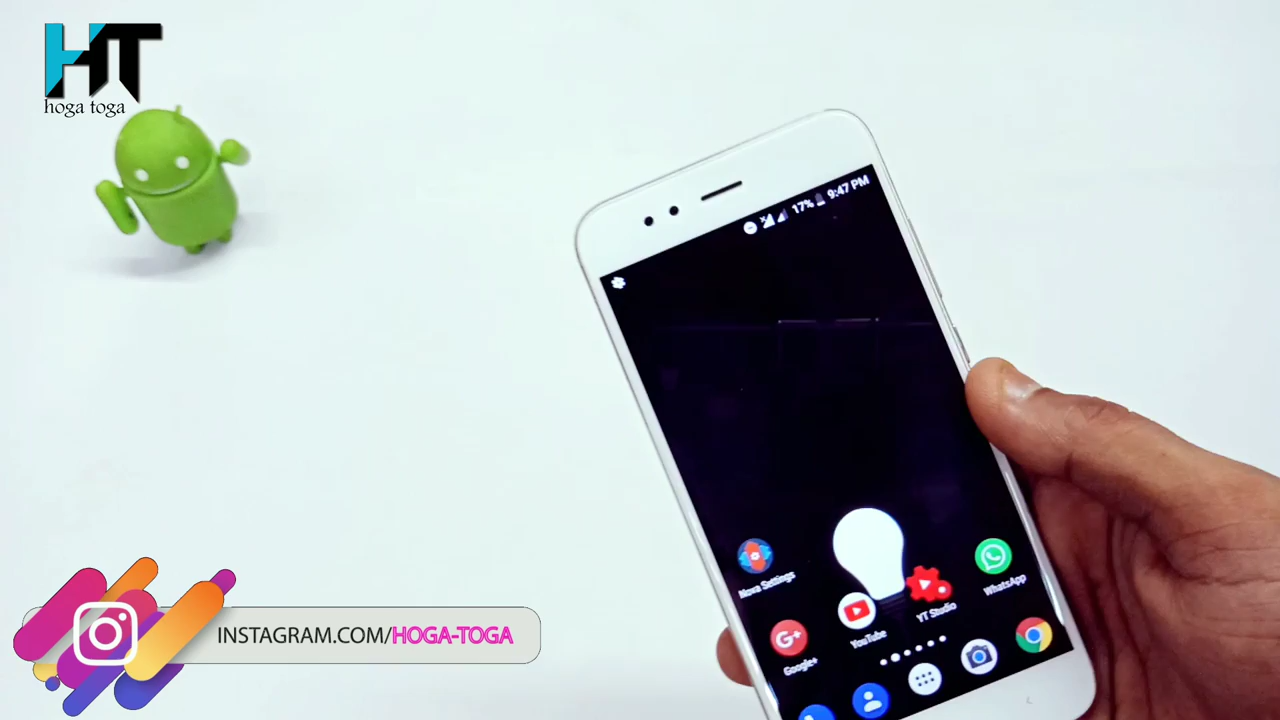 HT
hoga toga
17% 9:47 PM
Nova Settings
WhatsApp
YouTube
YT Studio
G+
Google+
INSTAGRAM.COM/HOGA-TOGA